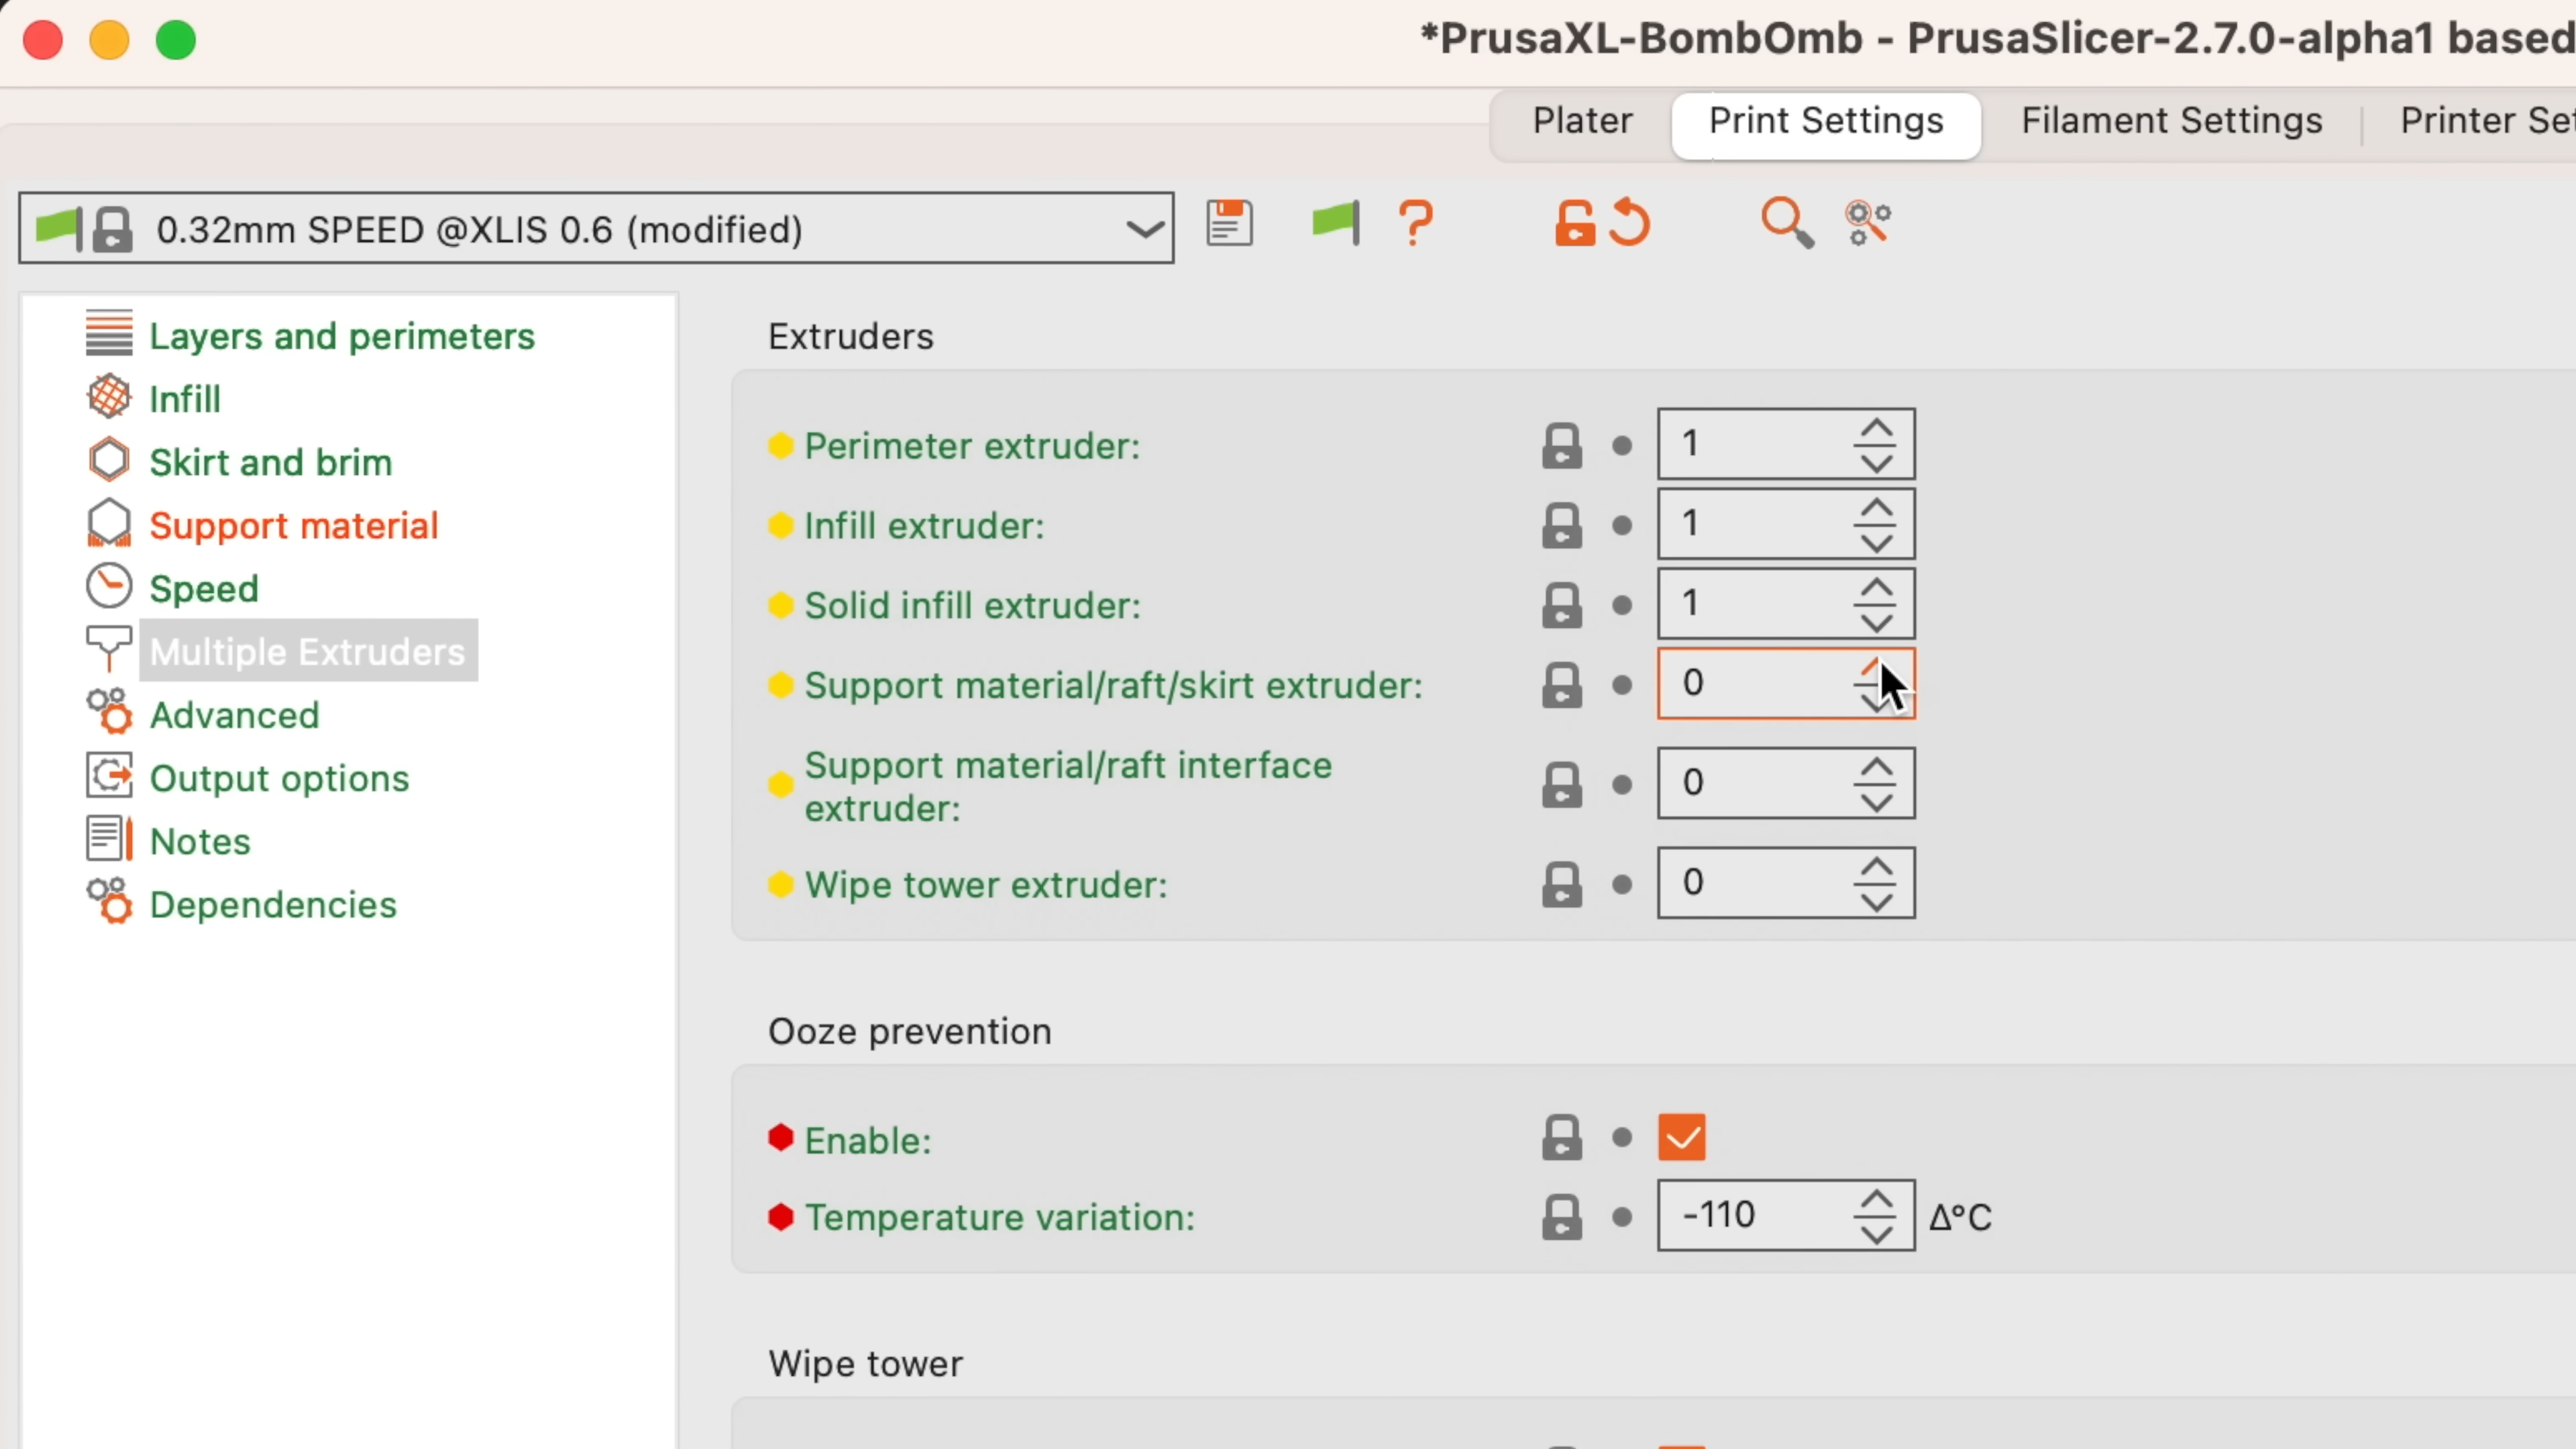 *PrusaXL-BombOmb - PrusaSlicer-2.7.0-alpha1 based
Plater
Print Settings
Filament Settings
Printer Set
0.32mm SPEED @XLIS 0.6 (modified)
Layers and perimeters
Infill
Skirt and brim
Support material
Speed
Multiple Extruders
Advanced
Output options
Notes
Dependencies
Extruders
Perimeter extruder: 1
Infill extruder: 1
Solid infill extruder: 1
Support material/raft/skirt extruder: 0
Support material/raft interface
extruder: 0
Wipe tower extruder: 0
Ooze prevention
Enable:
Temperature variation: -110 Δ°C
Wipe tower